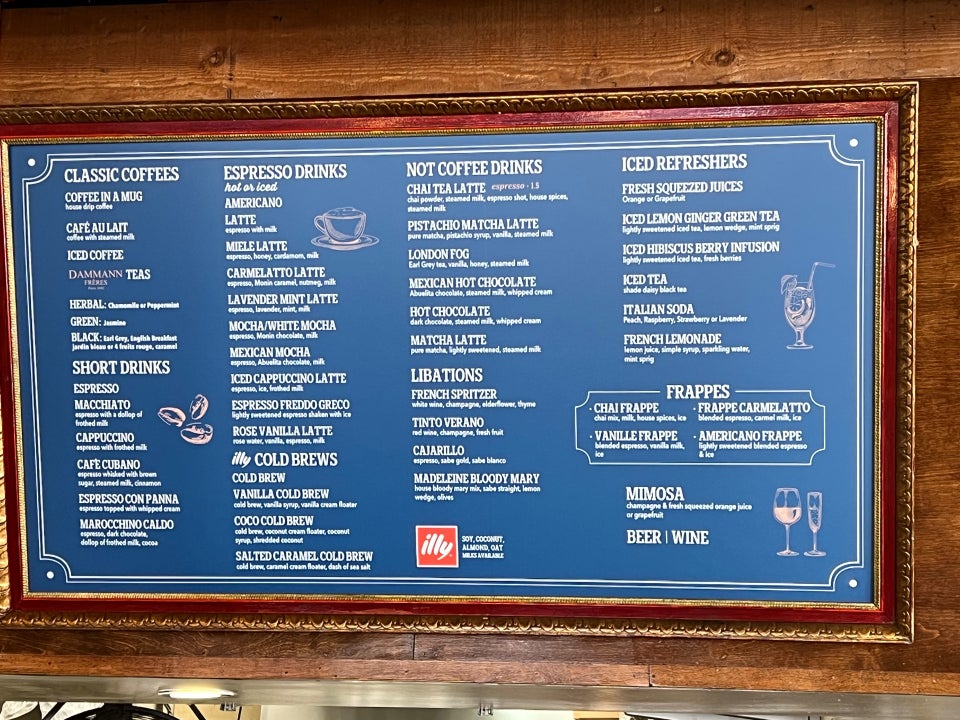 CLASSIC COFFEES
COFFEE IN A MUG
house drip coffee
CAFÉ AU LAIT
coffee with steamed milk
ICED COFFEE
DAMMANN FRÈRES TEAS
HERBAL: Chamomile or Peppermint
GREEN: Jasmine
BLACK: Earl Grey, English Breakfast
jardin bleau or 4 fruits rouge, caramel
SHORT DRINKS
ESPRESSO
MACCHIATO
espresso with a dollop of
frothed milk
CAPPUCCINO
espresso with frothed milk
CAFÉ CUBANO
espresso whisked with brown
sugar, steamed milk, cinnamon
ESPRESSO CON PANNA
espresso topped with whipped cream
MAROCCHINO CALDO
espresso, dark chocolate,
dollop of frothed milk, cocoa
ESPRESSO DRINKS
hot or iced
AMERICANO
LATTE
espresso with milk
MIELE LATTE
espresso, honey, cardamom, milk
CARMELATTO LATTE
espresso, Monin caramel, nutmeg, milk
LAVENDER MINT LATTE
espresso, lavender, mint, milk
MOCHA/WHITE MOCHA
espresso, Monin chocolate, milk
MEXICAN MOCHA
espresso, Abuelita chocolate, milk
ICED CAPPUCCINO LATTE
espresso, ice, frothed milk
ESPRESSO FREDDO GRECO
lightly sweetened espresso shaken with ice
ROSE VANILLA LATTE
rose water, vanilla, espresso, milk
illy COLD BREWS
COLD BREW
VANILLA COLD BREW
cold brew, vanilla syrup, vanilla cream floater
COCO COLD BREW
cold brew, coconut cream floater, coconut
syrup, shredded coconut
SALTED CARAMEL COLD BREW
cold brew, caramel cream floater, dash of sea salt
NOT COFFEE DRINKS
CHAI TEA LATTE espresso · 1.5
chai powder, steamed milk, espresso shot, house spices,
steamed milk
PISTACHIO MATCHA LATTE
pure matcha, pistachio syrup, vanilla, steamed milk
LONDON FOG
Earl Grey tea, vanilla, honey, steamed milk
MEXICAN HOT CHOCOLATE
Abuelita chocolate, steamed milk, whipped cream
HOT CHOCOLATE
dark chocolate, steamed milk, whipped cream
MATCHA LATTE
pure matcha, lightly sweetened, steamed milk
LIBATIONS
FRENCH SPRITZER
white wine, champagne, elderflower, thyme
TINTO VERANO
red wine, champagne, fresh fruit
CAJARILLO
espresso, sabe gold, sabe blanco
MADELEINE BLOODY MARY
house bloody mary mix, sabe straight, lemon
wedge, olives
illy
SOY, COCONUT,
ALMOND, OAT
MILKS AVAILABLE
ICED REFRESHERS
FRESH SQUEEZED JUICES
Orange or Grapefruit
ICED LEMON GINGER GREEN TEA
lightly sweetened iced tea, lemon wedge, mint sprig
ICED HIBISCUS BERRY INFUSION
lightly sweetened iced tea, fresh berries
ICED TEA
shade daisy black tea
ITALIAN SODA
Peach, Raspberry, Strawberry or Lavender
FRENCH LEMONADE
lemon juice, simple syrup, sparkling water,
mint sprig
FRAPPES
· CHAI FRAPPE
chai mix, milk, house spices, ice
· VANILLE FRAPPE
blended espresso, vanilla milk,
ice
· FRAPPE CARMELATTO
blended espresso, carmel milk, ice
· AMERICANO FRAPPE
lightly sweetened blended espresso
& ice
MIMOSA
champagne & fresh squeezed orange juice
or grapefruit
BEER | WINE